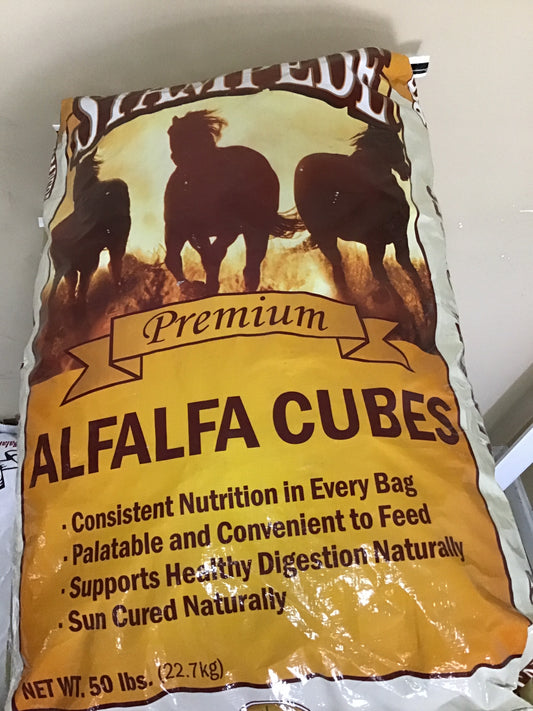 STAMPEDE
Premium
ALFALFA CUBES
· Consistent Nutrition in Every Bag
· Palatable and Convenient to Feed
· Supports Healthy Digestion Naturally
· Sun Cured Naturally
NET WT. 50 lbs. (22.7kg)